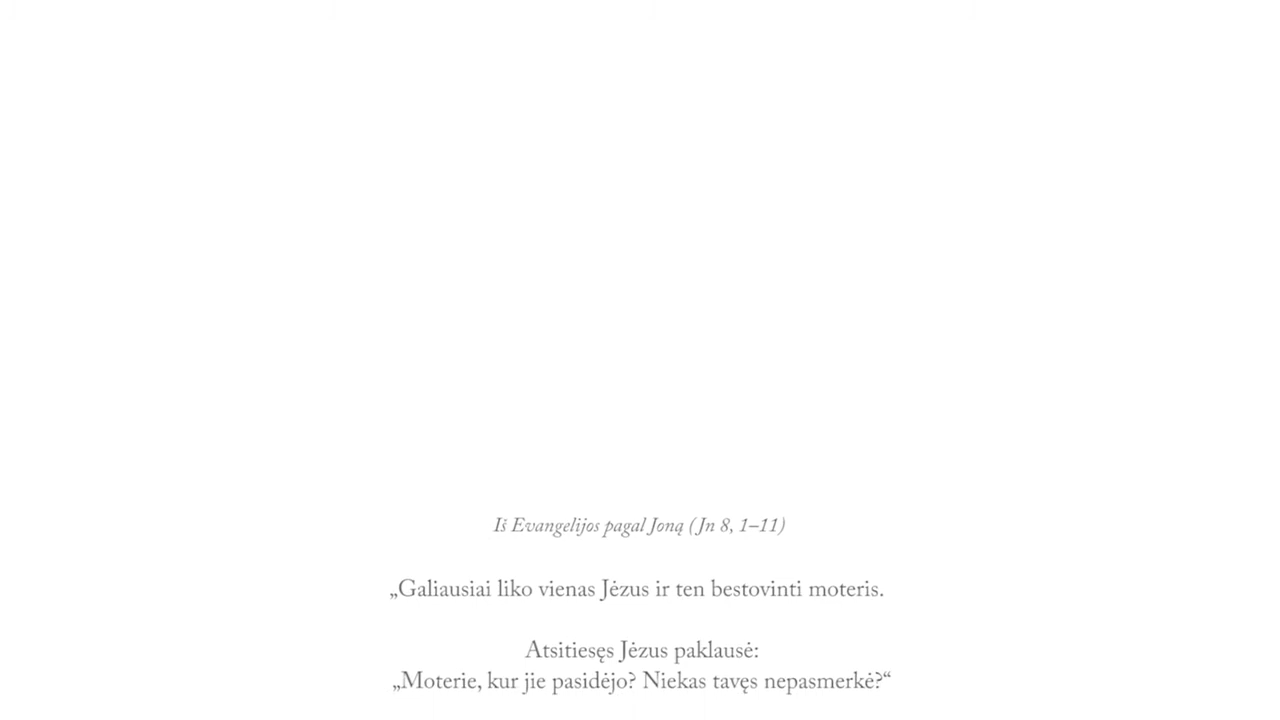 Iš Evangelijos pagal Joną (Jn 8, 1–11)
„Galiausiai liko vienas Jėzus ir ten bestovinti moteris.
Atsitiesęs Jėzus paklausė:
„Moterie, kur jie pasidėjo? Niekas tavęs nepasmerkė?“